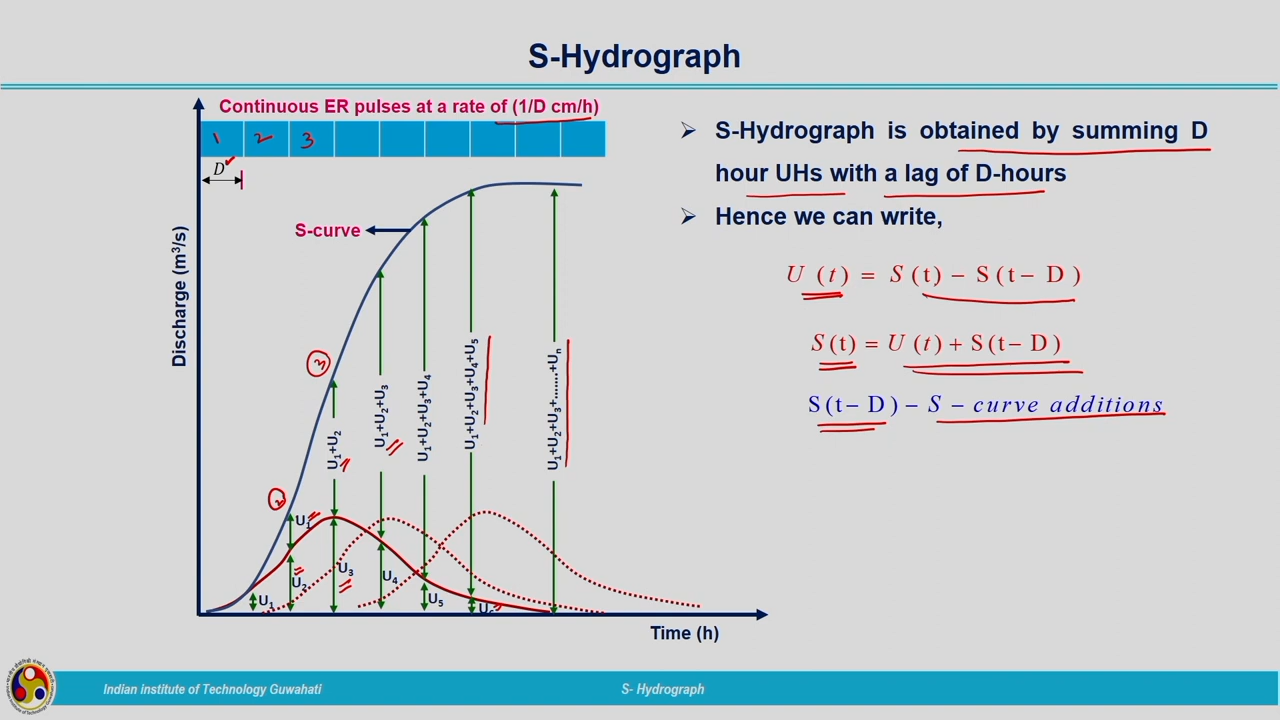 S-Hydrograph
Continuous ER pulses at a rate of (1/D cm/h)
1 2 3
D
S-curve
Discharge (m³/s)
3
2
U₁+U₂
U₁+U₂+U₃
U₁+U₂+U₃+U₄
U₁+U₂+U₃+U₄+U₅
U₁+U₂+U₃+.......+Uₙ
U₁
U₁
U₂
U₃
U₄
U₅
Time (h)
➢ S-Hydrograph is obtained by summing D
hour UHs with a lag of D-hours
➢ Hence we can write,
U (t) = S (t) − S (t − D )
S (t) = U (t) + S (t − D )
S (t − D) − S − curve additions
Indian institute of Technology Guwahati
S- Hydrograph